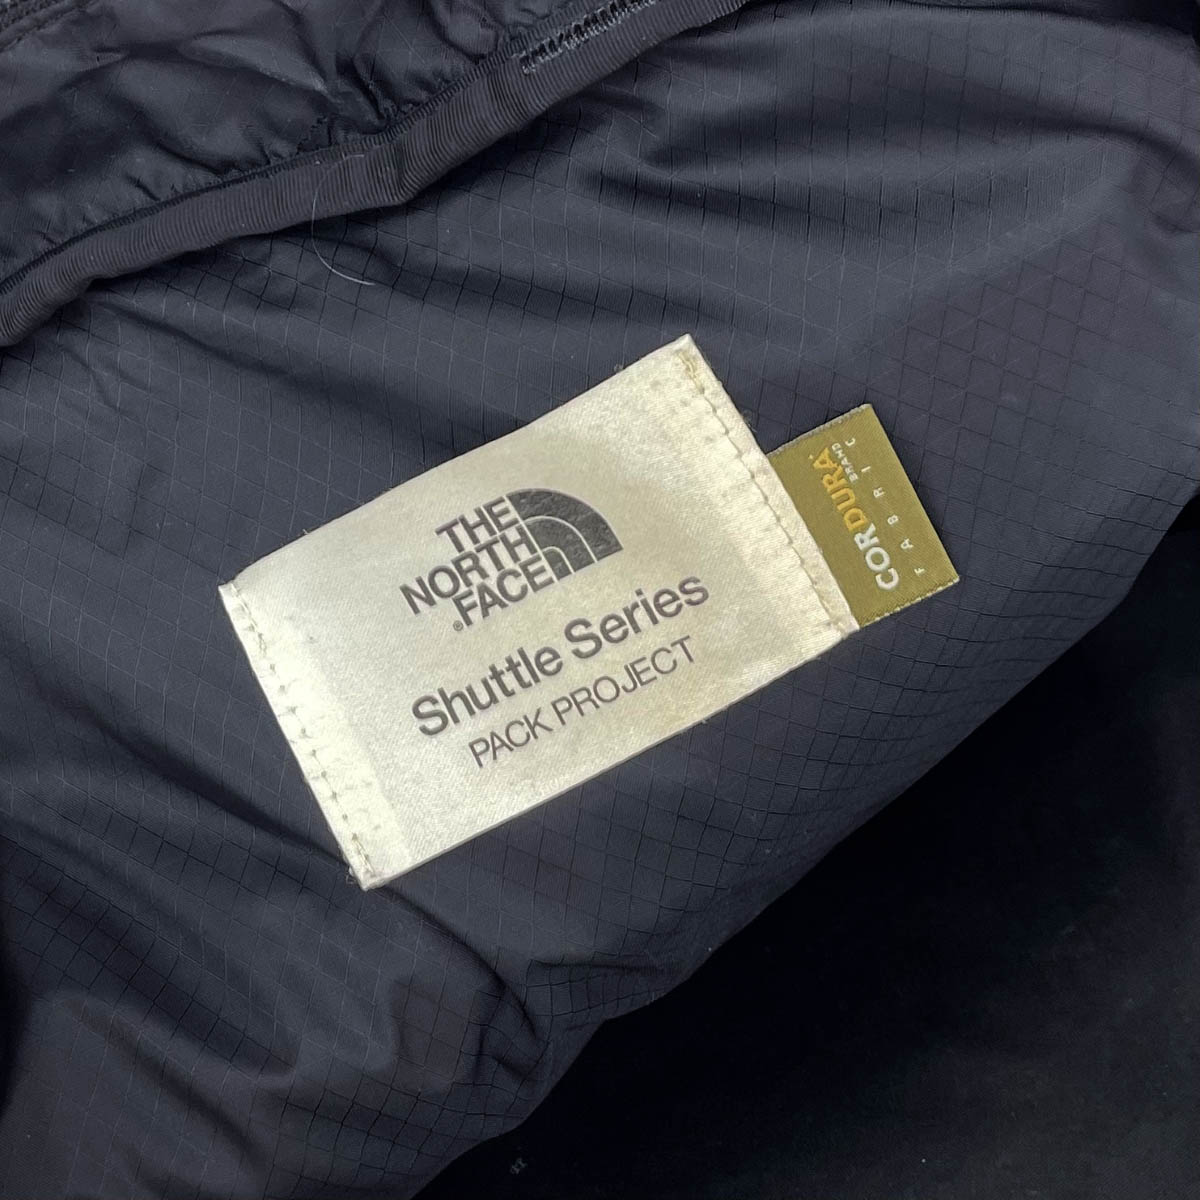 THE
NORTH
FACE®
Shuttle Series
PACK PROJECT
CORDURA®
BRAND
FABRIC